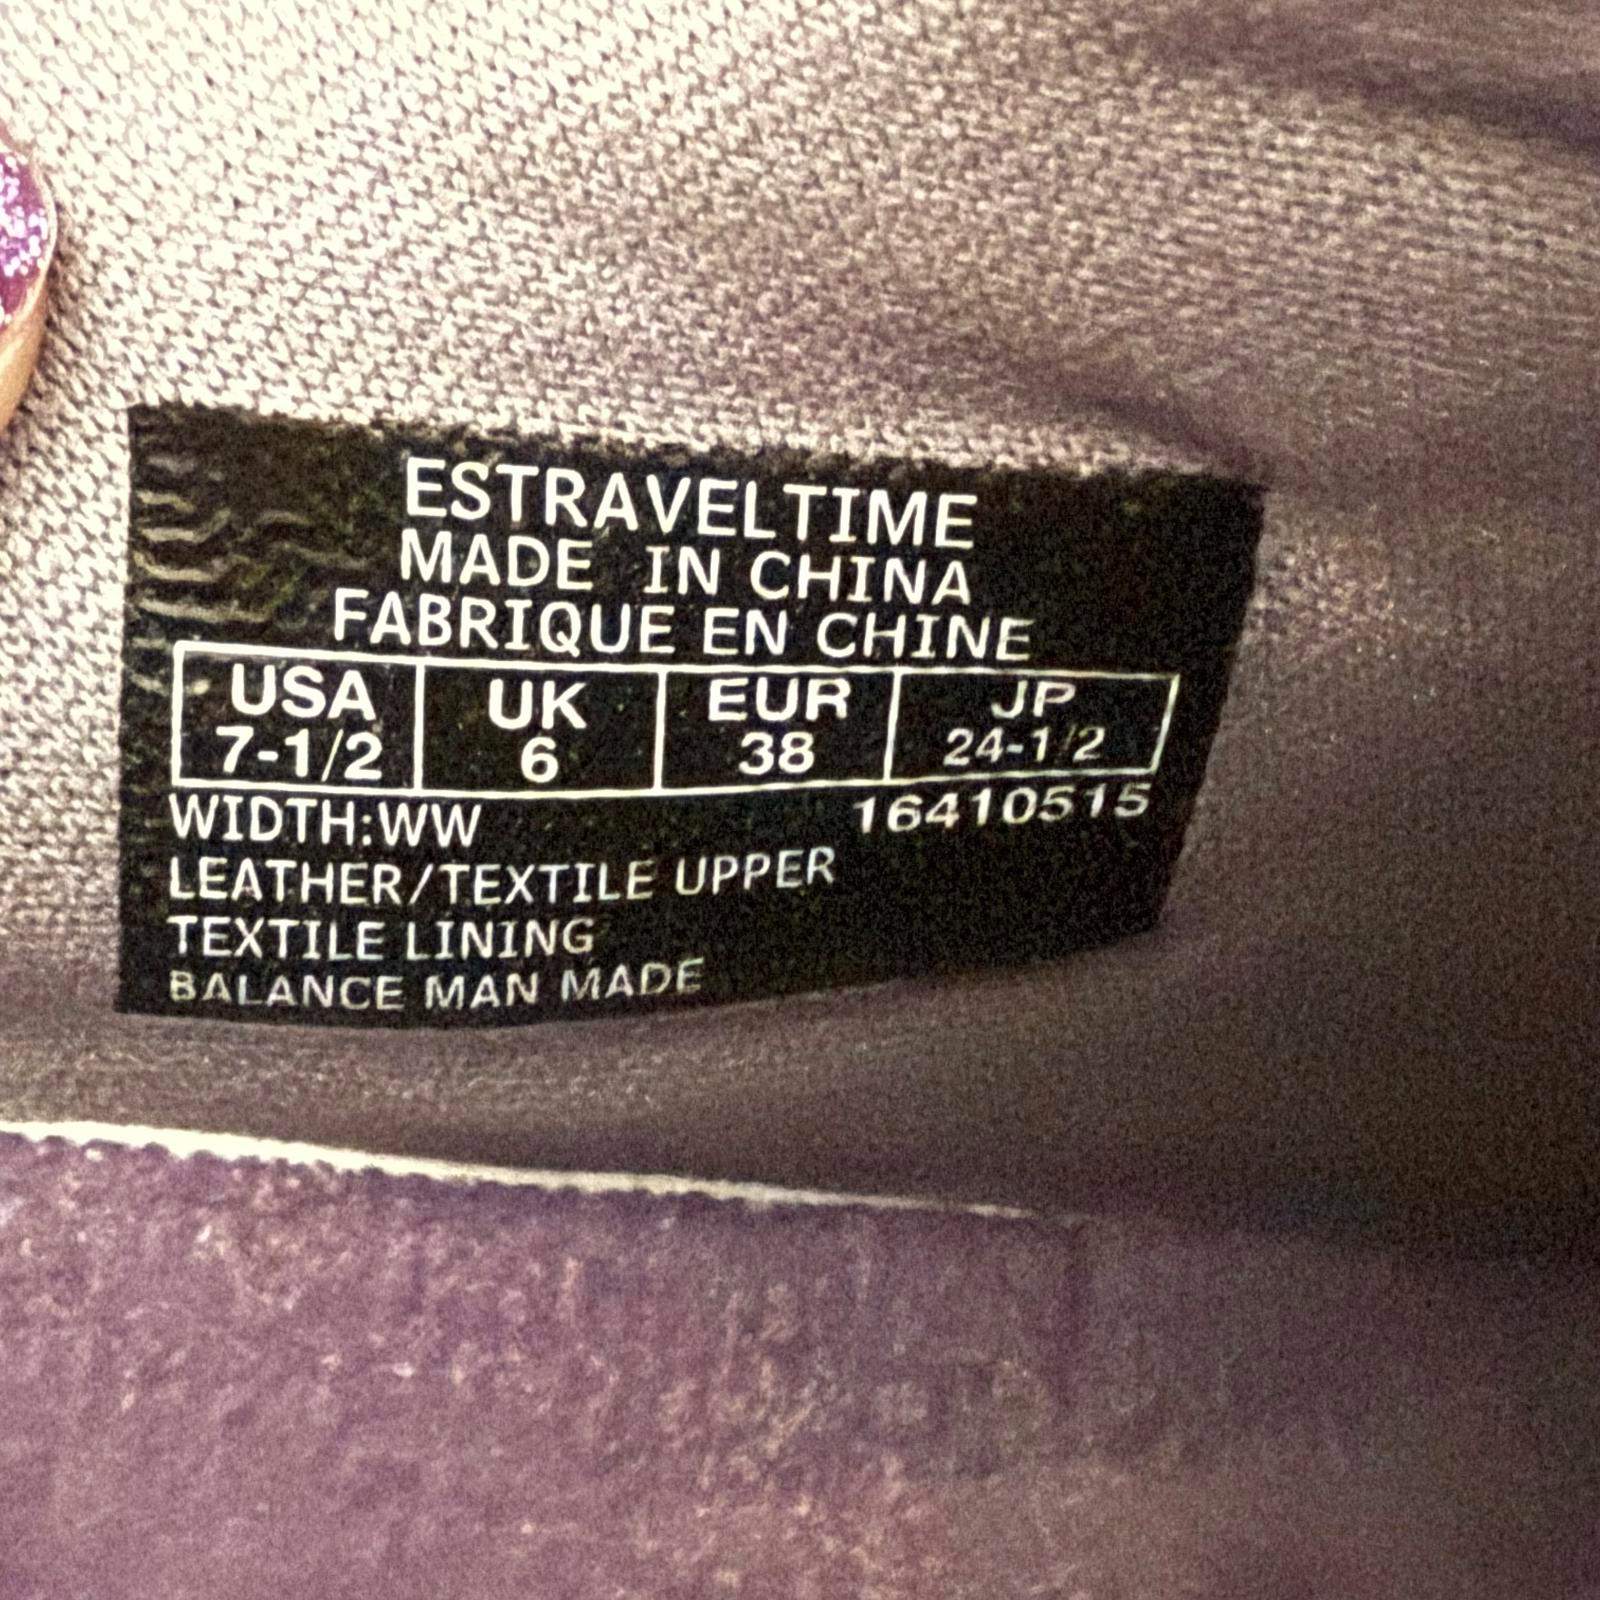 ESTRAVELTIME
MADE IN CHINA
FABRIQUE EN CHINE
USA UK EUR JP
7-1/2 6 38 24-1/2
WIDTH:WW 16410515
LEATHER/TEXTILE UPPER
TEXTILE LINING
BALANCE MAN MADE